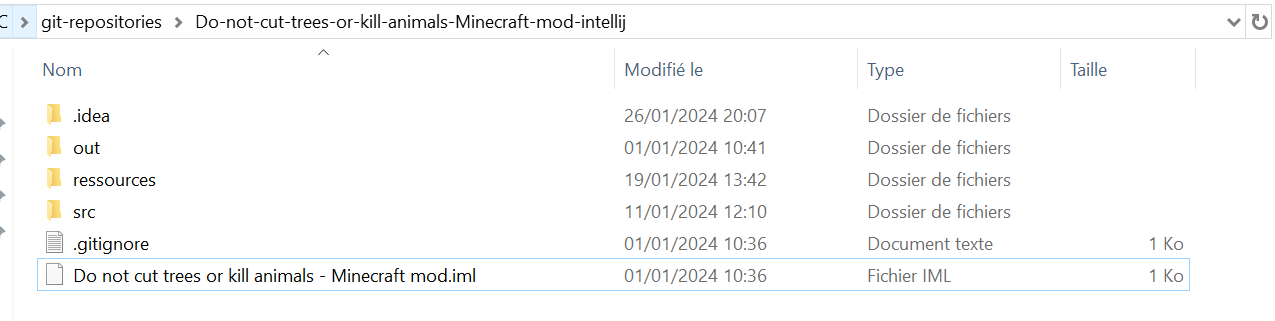 C > git-repositories > Do-not-cut-trees-or-kill-animals-Minecraft-mod-intellij
Nom Modifié le Type Taille
.idea 26/01/2024 20:07 Dossier de fichiers
out 01/01/2024 10:41 Dossier de fichiers
ressources 19/01/2024 13:42 Dossier de fichiers
src 11/01/2024 12:10 Dossier de fichiers
.gitignore 01/01/2024 10:36 Document texte 1 Ko
Do not cut trees or kill animals - Minecraft mod.iml 01/01/2024 10:36 Fichier IML 1 Ko